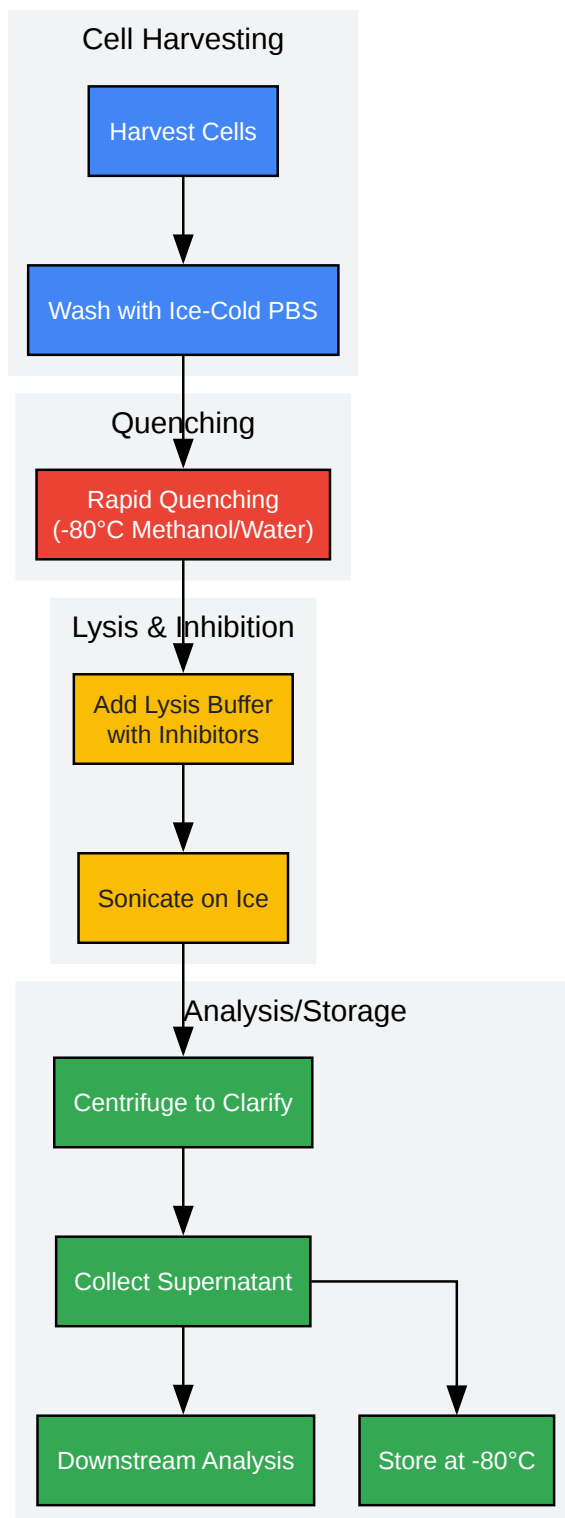 Cell Harvesting
Harvest Cells
Wash with Ice-Cold PBS
Quenching
Rapid Quenching
(-80°C Methanol/Water)
Lysis & Inhibition
Add Lysis Buffer
with Inhibitors
Sonicate on Ice
Analysis/Storage
Centrifuge to Clarify
Collect Supernatant
Downstream Analysis
Store at -80°C